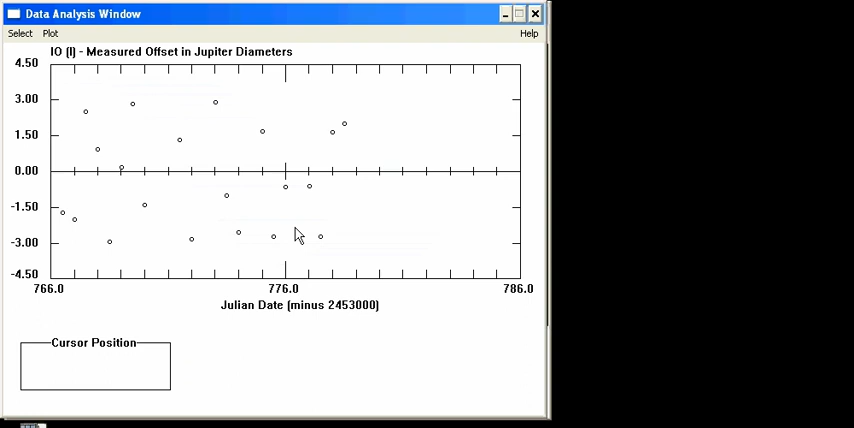 Data Analysis Window
Select Plot Help
IO (I) - Measured Offset in Jupiter Diameters
4.50
3.00
1.50
0.00
-1.50
-3.00
-4.50
766.0 776.0 786.0
Julian Date (minus 2453000)
Cursor Position